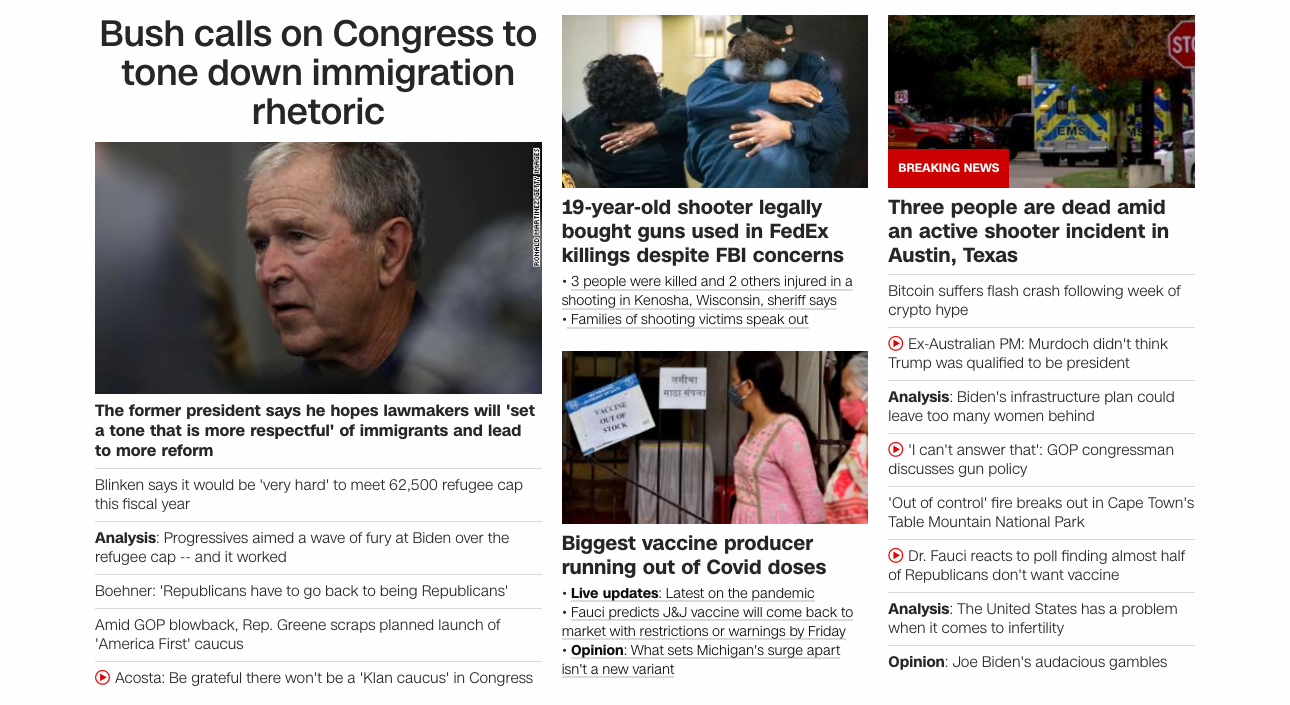 Bush calls on Congress to
tone down immigration
rhetoric
RONALD MARTINEZ/GETTY IMAGES
The former president says he hopes lawmakers will 'set
a tone that is more respectful' of immigrants and lead
to more reform
Blinken says it would be 'very hard' to meet 62,500 refugee cap
this fiscal year
Analysis: Progressives aimed a wave of fury at Biden over the
refugee cap -- and it worked
Boehner: 'Republicans have to go back to being Republicans'
Amid GOP blowback, Rep. Greene scraps planned launch of
'America First' caucus
Acosta: Be grateful there won't be a 'Klan caucus' in Congress
19-year-old shooter legally
bought guns used in FedEx
killings despite FBI concerns
• 3 people were killed and 2 others injured in a
shooting in Kenosha, Wisconsin, sheriff says
• Families of shooting victims speak out
VACCINE
OUT OF
STOCK
लसीचा
साठा संपला
Biggest vaccine producer
running out of Covid doses
• Live updates: Latest on the pandemic
• Fauci predicts J&J vaccine will come back to
market with restrictions or warnings by Friday
• Opinion: What sets Michigan's surge apart
isn't a new variant
STO
EMS
BREAKING NEWS
Three people are dead amid
an active shooter incident in
Austin, Texas
Bitcoin suffers flash crash following week of
crypto hype
Ex-Australian PM: Murdoch didn't think
Trump was qualified to be president
Analysis: Biden's infrastructure plan could
leave too many women behind
'I can't answer that': GOP congressman
discusses gun policy
'Out of control' fire breaks out in Cape Town's
Table Mountain National Park
Dr. Fauci reacts to poll finding almost half
of Republicans don't want vaccine
Analysis: The United States has a problem
when it comes to infertility
Opinion: Joe Biden's audacious gambles